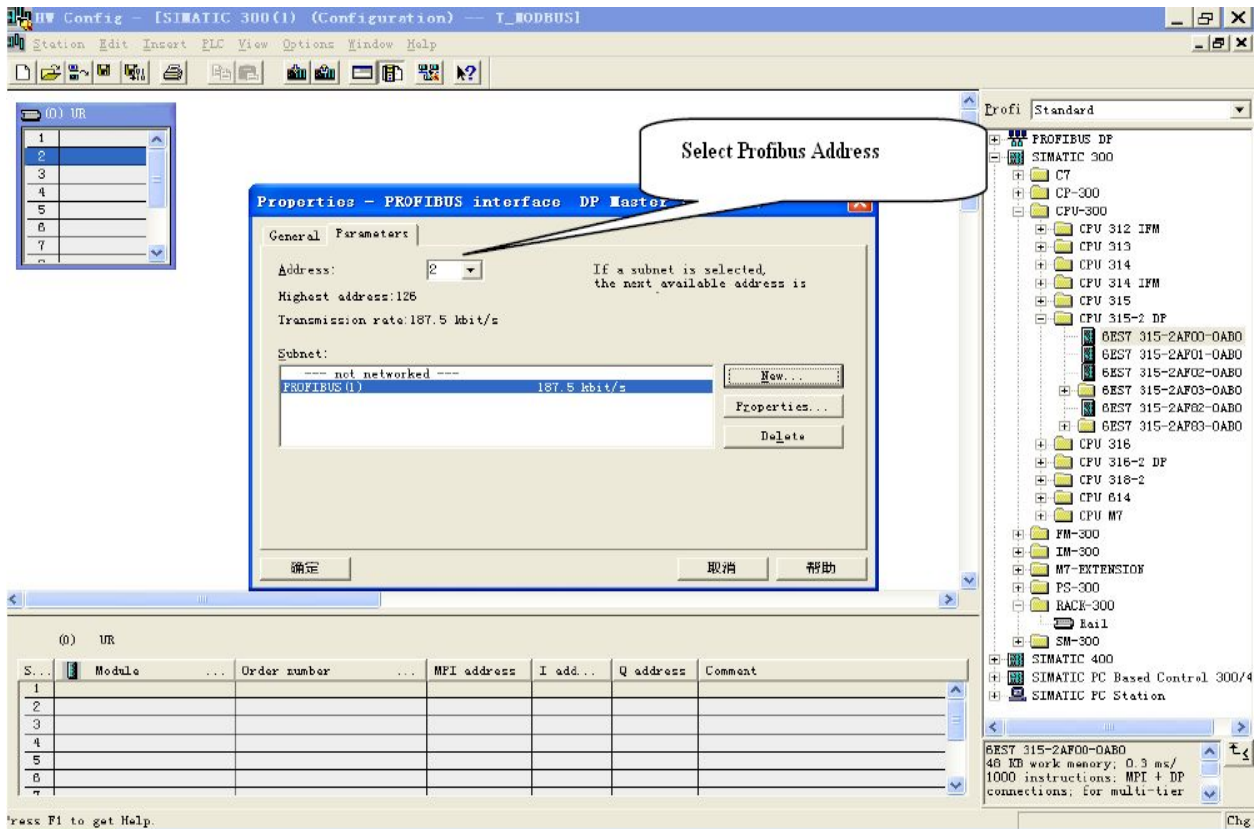 HW Config - [SIMATIC 300(1) (Configuration) -- T_MODBUS]
Station Edit Insert PLC View Options Window Help
(0) UR
1
2
3
4
5
6
7
Select Profibus Address
Properties - PROFIBUS interface DP Master
General Parameters
Address: 2
If a subnet is selected,
the next available address is
Highest address:126
Transmission rate:187.5 kbit/s
Subnet:
--- not networked ---
PROFIBUS(1) 187.5 kbit/s
New...
Properties...
Delete
确定 取消 帮助
Profi Standard
PROFIBUS DP
SIMATIC 300
C7
CP-300
CPU-300
CPU 312 IFM
CPU 313
CPU 314
CPU 314 IFM
CPU 315
CPU 315-2 DP
6ES7 315-2AF00-0AB0
6ES7 315-2AF01-0AB0
6ES7 315-2AF02-0AB0
6ES7 315-2AF03-0AB0
6ES7 315-2AF82-0AB0
6ES7 315-2AF83-0AB0
CPU 316
CPU 316-2 DP
CPU 318-2
CPU 614
CPU M7
FM-300
IM-300
M7-EXTENSION
PS-300
RACK-300
Rail
SM-300
SIMATIC 400
SIMATIC PC Based Control 300/4
SIMATIC PC Station
6ES7 315-2AF00-0AB0
48 KB work memory; 0.3 ms/
1000 instructions; MPI + DP
connections; for multi-tier
(0) UR
S... Module ... Order number ... MPI address I add... Q address Comment
1
2
3
4
5
6
7
Press F1 to get Help.
Chg